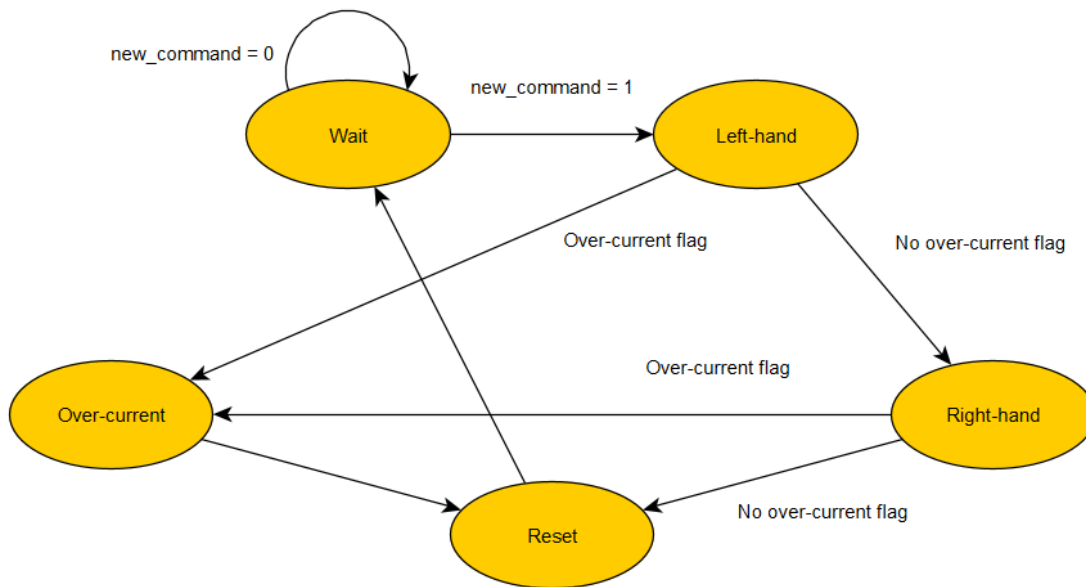 new_command = 0
new_command = 1
Wait
Left-hand
Over-current flag
No over-current flag
Over-current flag
Over-current
Right-hand
No over-current flag
Reset